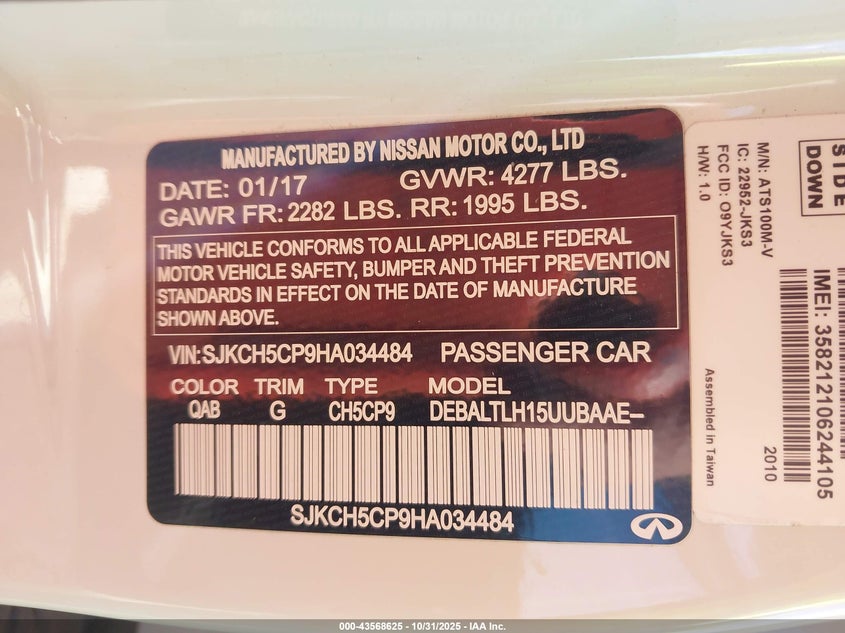 MANUFACTURED BY NISSAN MOTOR CO., LTD
DATE: 01/17 GVWR: 4277 LBS.
GAWR FR: 2282 LBS. RR: 1995 LBS.
THIS VEHICLE CONFORMS TO ALL APPLICABLE FEDERAL
MOTOR VEHICLE SAFETY, BUMPER AND THEFT PREVENTION
STANDARDS IN EFFECT ON THE DATE OF MANUFACTURE
SHOWN ABOVE.
VIN: SJKCH5CP9HA034484 PASSENGER CAR
COLOR TRIM TYPE MODEL
QAB G CH5CP9 DEBALTLH15UUBAAE-
SJKCH5CP9HA034484
SIDE
DOWN
M/N: ATS100M-V
IC: 22952-JKS3
FCC ID: O9YJKS3
H/W: 1.0
IMEI: 358212106244105
2010
Assembled in Taiwan
000-43568625 - 10/31/2025 - IAA Inc.